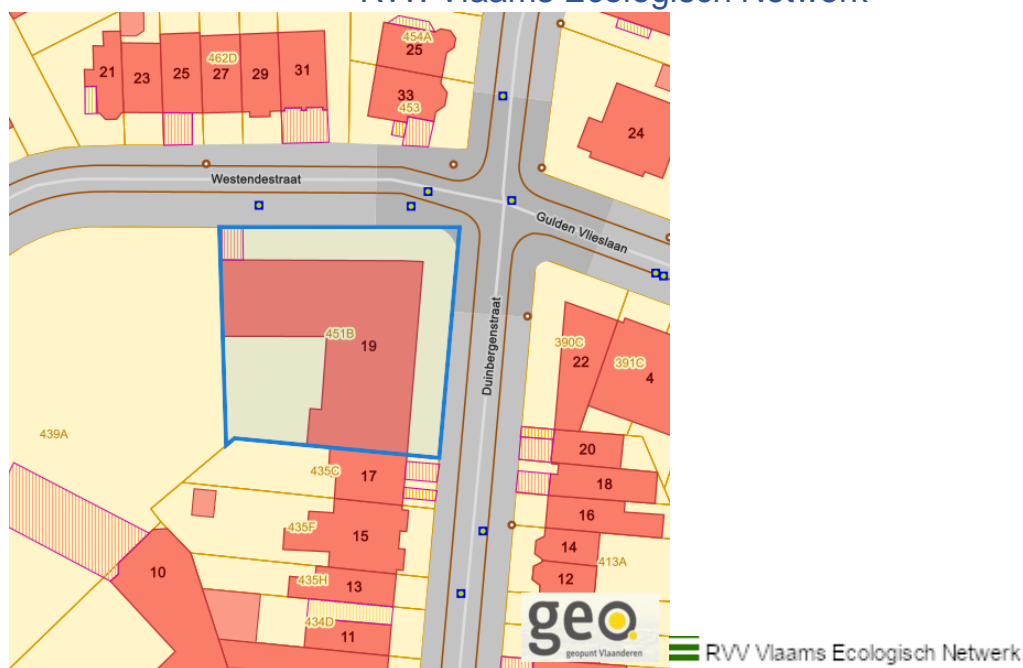 RVV Vlaams Ecologisch Netwerk
454A
25
462D
21
23
25
27
29
31
33
453
24
Westendestraat
Gulden Vlieslaan
Duinbergenstraat
451B
19
390C
22
391C
4
439A
20
435C
17
18
16
435F
15
14
413A
10
435H
13
12
434D
11
geo
geopunt Vlaanderen
RVV Vlaams Ecologisch Netwerk